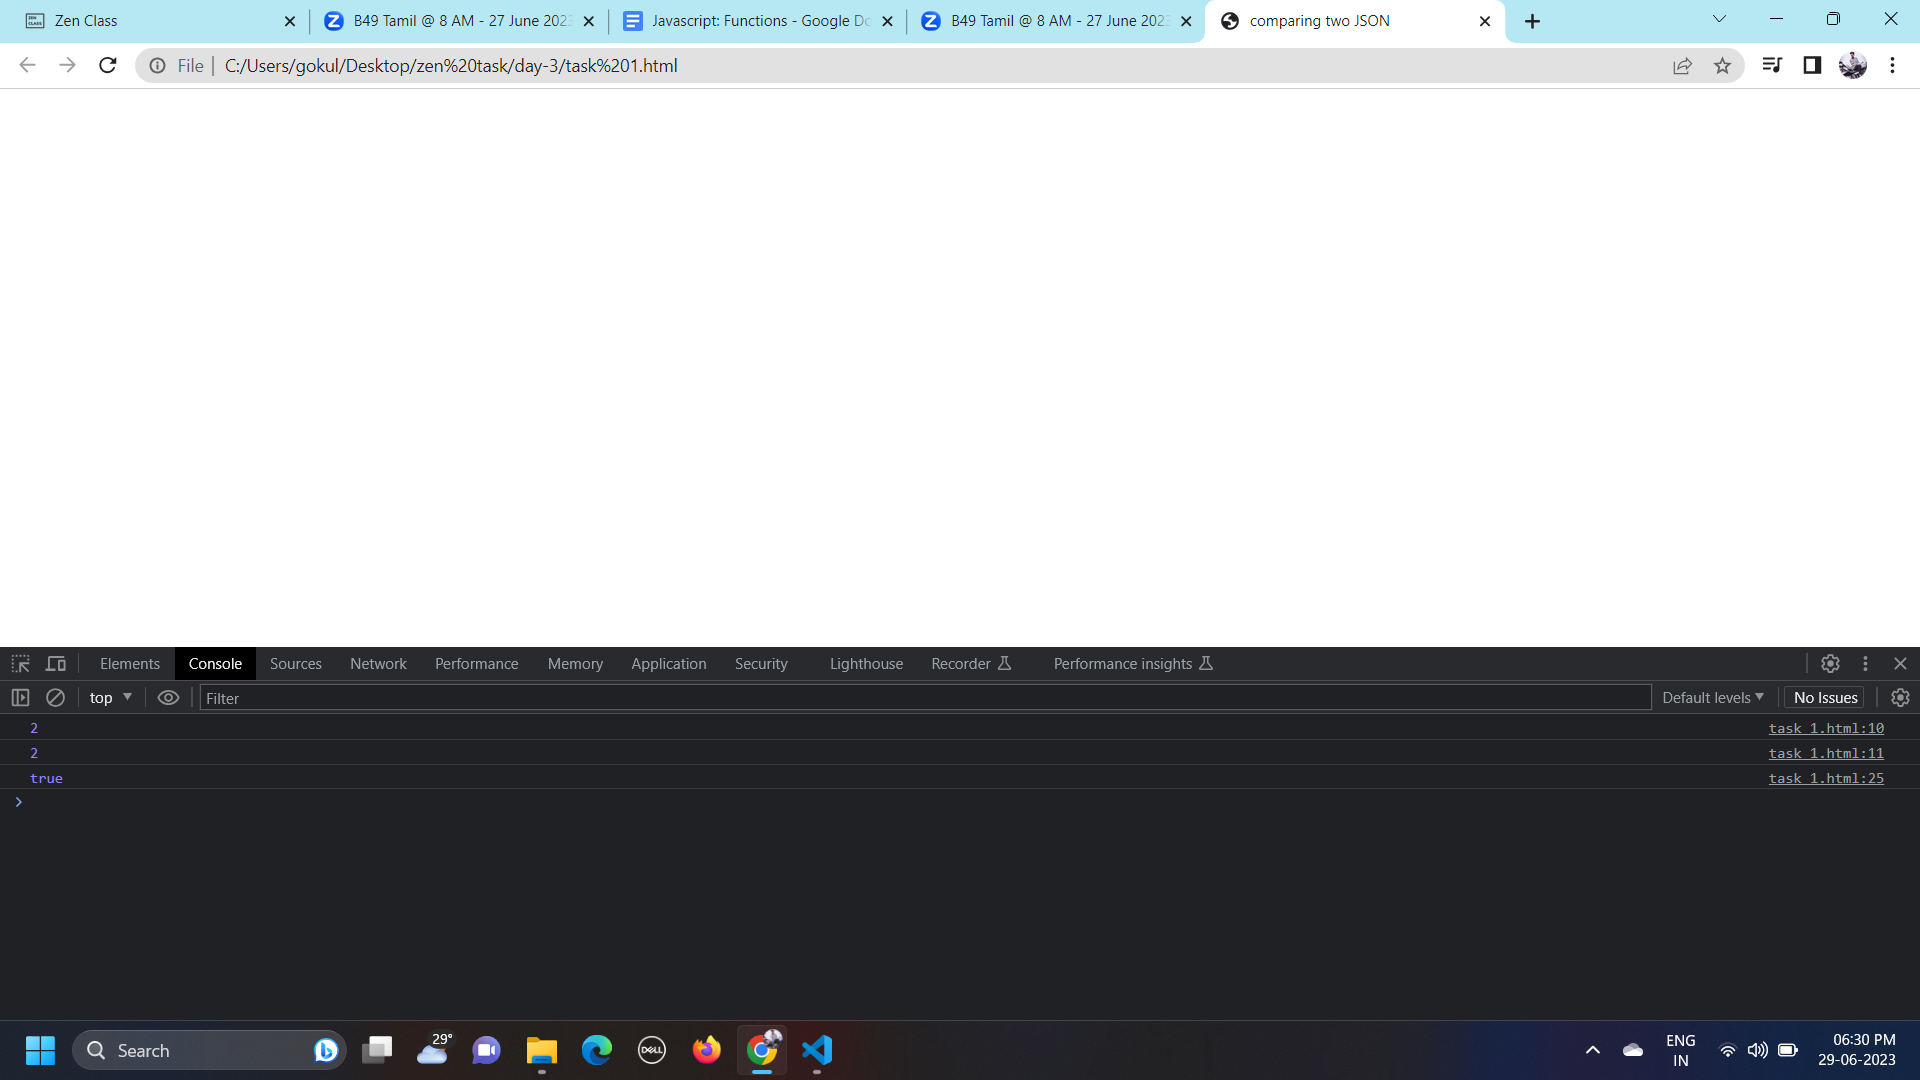 Zen Class
B49 Tamil @ 8 AM - 27 June 2023
Javascript: Functions - Google Do
B49 Tamil @ 8 AM - 27 June 2023
comparing two JSON
File
C:/Users/gokul/Desktop/zen%20task/day-3/task%201.html
Elements
Console
Sources
Network
Performance
Memory
Application
Security
Lighthouse
Recorder
Performance insights
top
Filter
Default levels
No Issues
2
task 1.html:10
2
task 1.html:11
true
task 1.html:25
Search
29°
DELL
ENG
IN
06:30 PM
29-06-2023